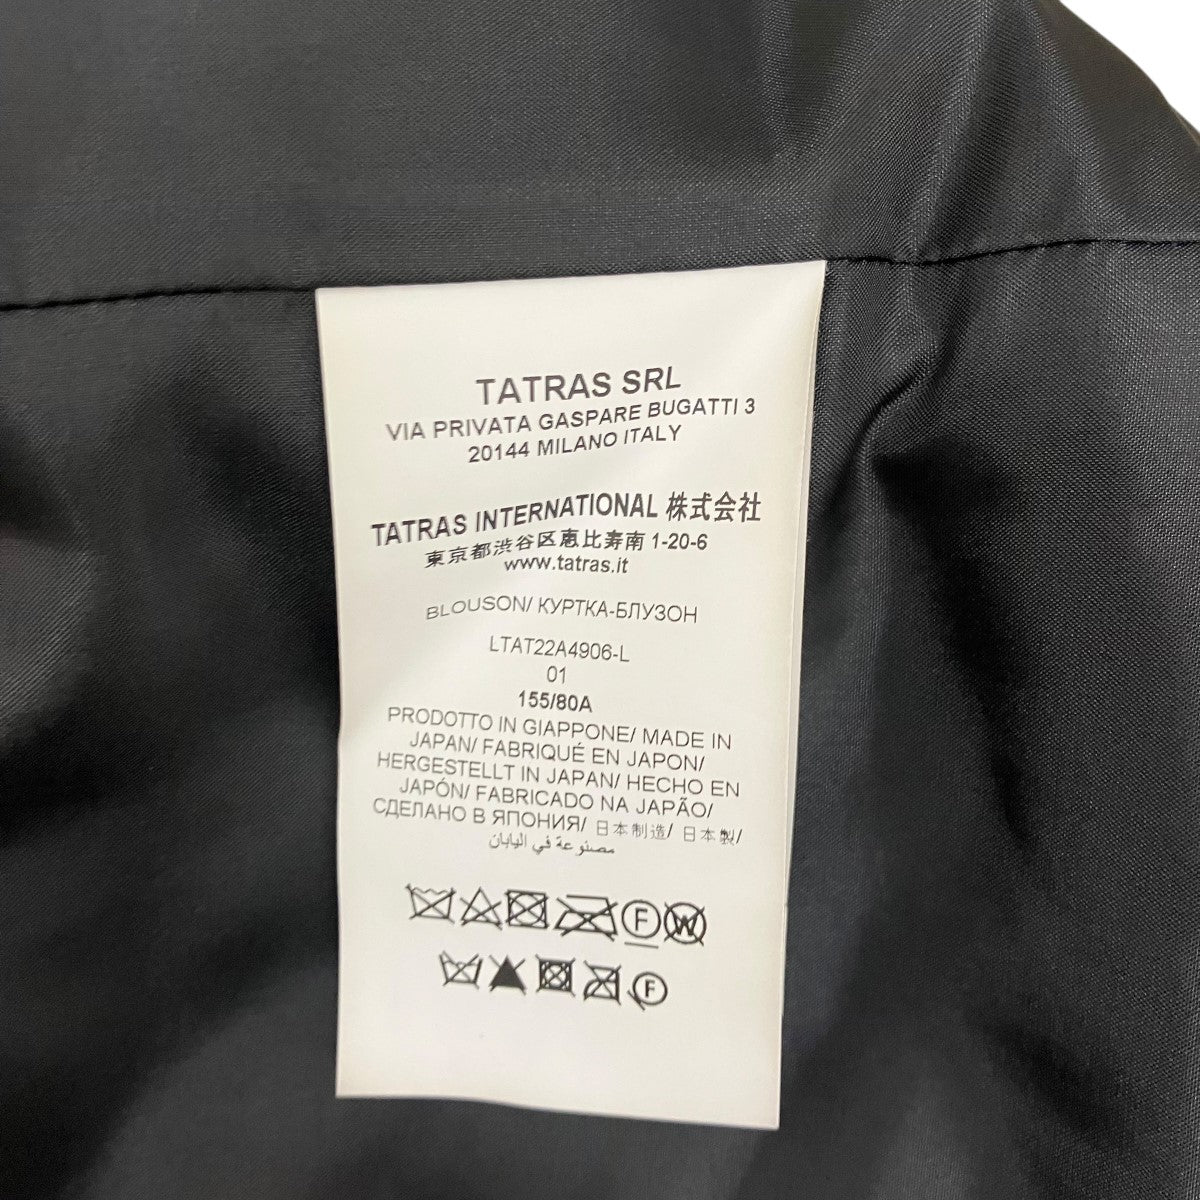 TATRAS SRL
VIA PRIVATA GASPARE BUGATTI 3
20144 MILANO ITALY
TATRAS INTERNATIONAL 株式会社
東京都渋谷区恵比寿南 1-20-6
www.tatras.it
BLOUSON/ КУРТКА-БЛУЗОН
LTAT22A4906-L
01
155/80A
PRODOTTO IN GIAPPONE/ MADE IN
JAPAN/ FABRIQUÉ EN JAPON/
HERGESTELLT IN JAPAN/ HECHO EN
JAPÓN/ FABRICADO NA JAPÃO/
СДЕЛАНО В ЯПОНИЯ/ 日本制造/ 日本製/
مصنوعة في اليابان
F W
F